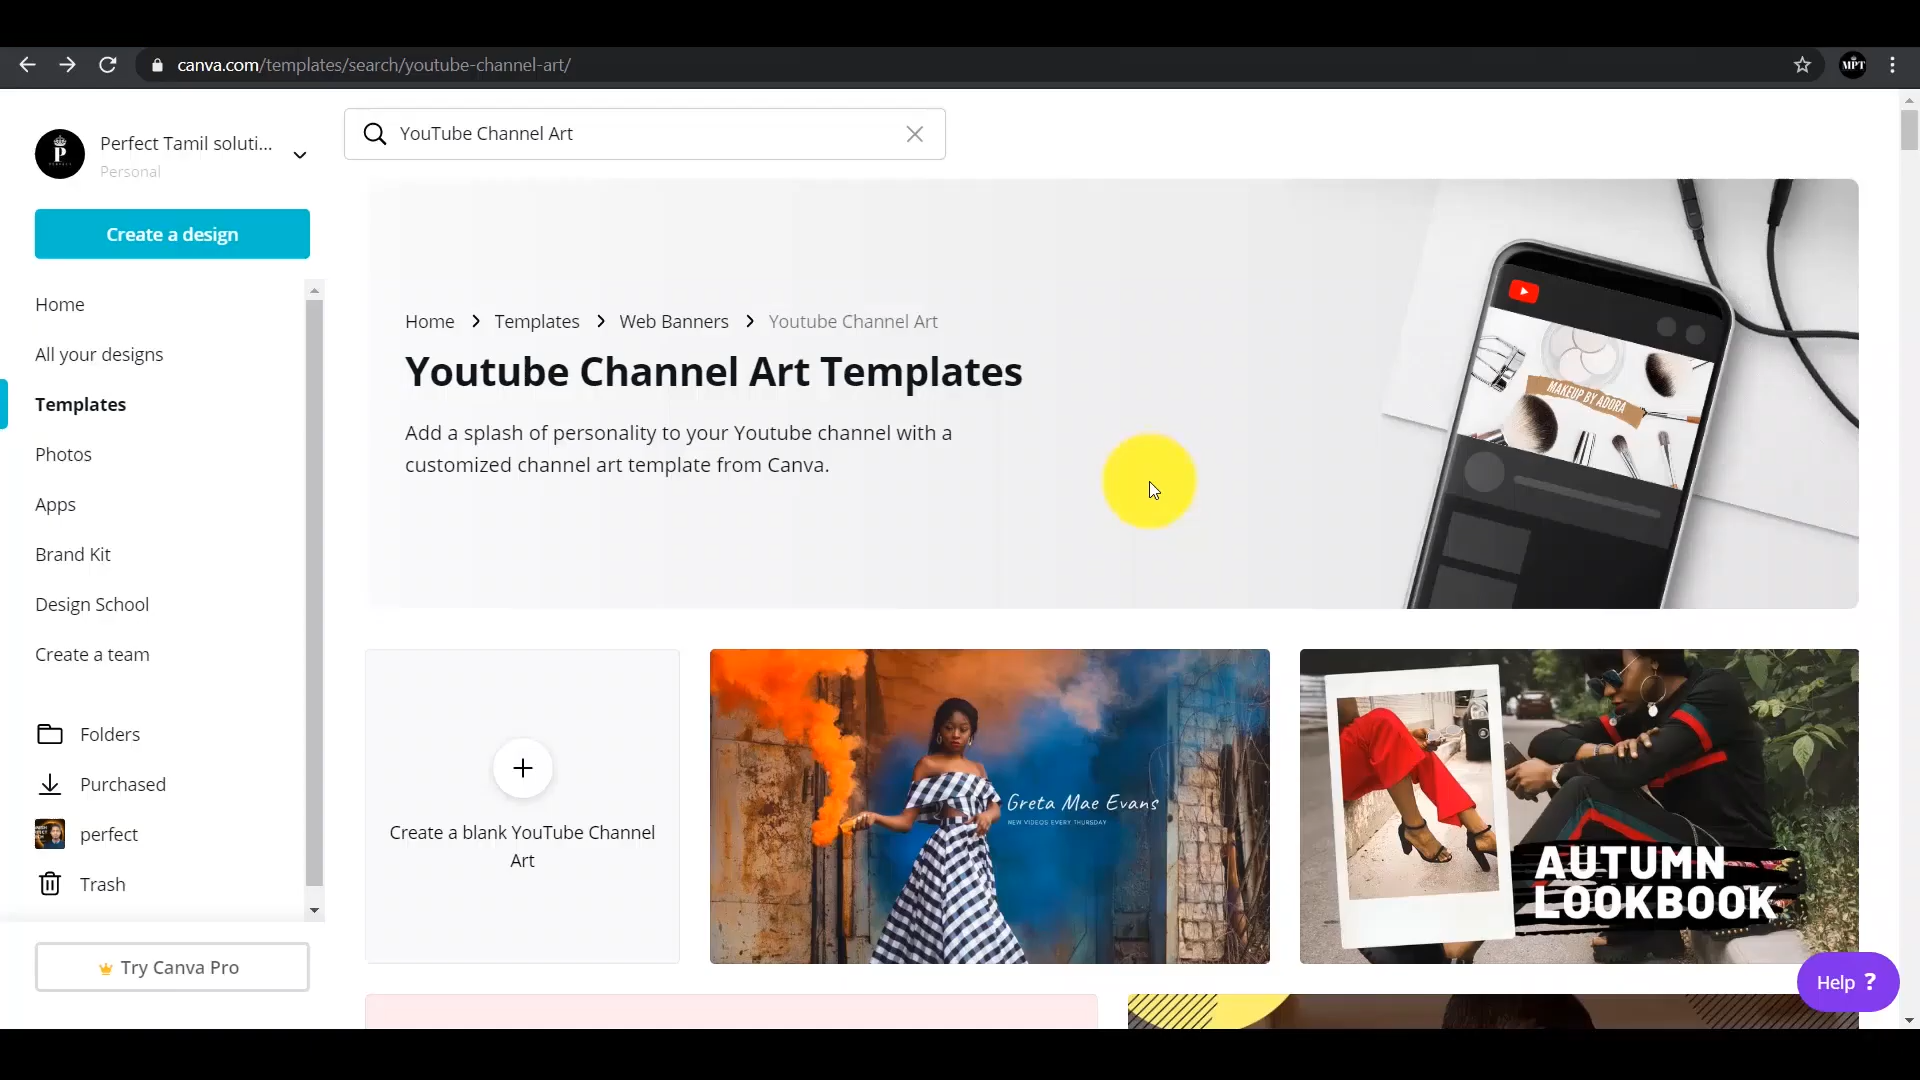 canva.com/templates/search/youtube-channel-art/
MPT
P
Perfect Tamil soluti...
Personal
YouTube Channel Art
Create a design
Home
All your designs
Templates
Photos
Apps
Brand Kit
Design School
Create a team
Folders
Purchased
perfect
Trash
Try Canva Pro
Home > Templates > Web Banners > Youtube Channel Art
Youtube Channel Art Templates
Add a splash of personality to your Youtube channel with a
customized channel art template from Canva.
MAKEUP BY ADORA
Create a blank YouTube Channel
Art
Greta Mae Evans
NEW VIDEOS EVERY THURSDAY
AUTUMN
LOOKBOOK
Help ?